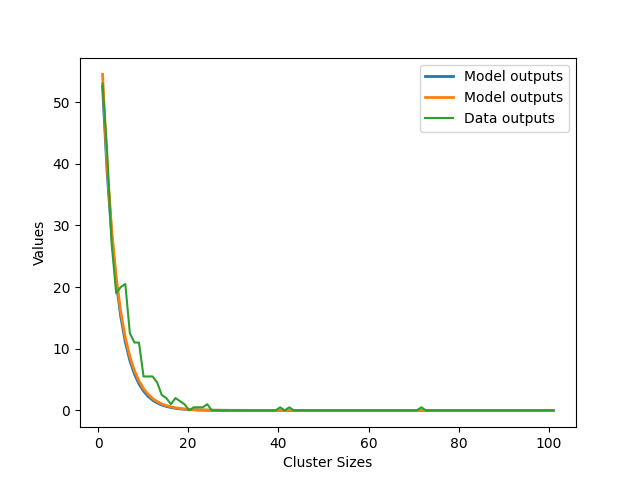 Model outputs
Model outputs
Data outputs
50
40
30
20
10
0
Values
0 20 40 60 80 100
Cluster Sizes